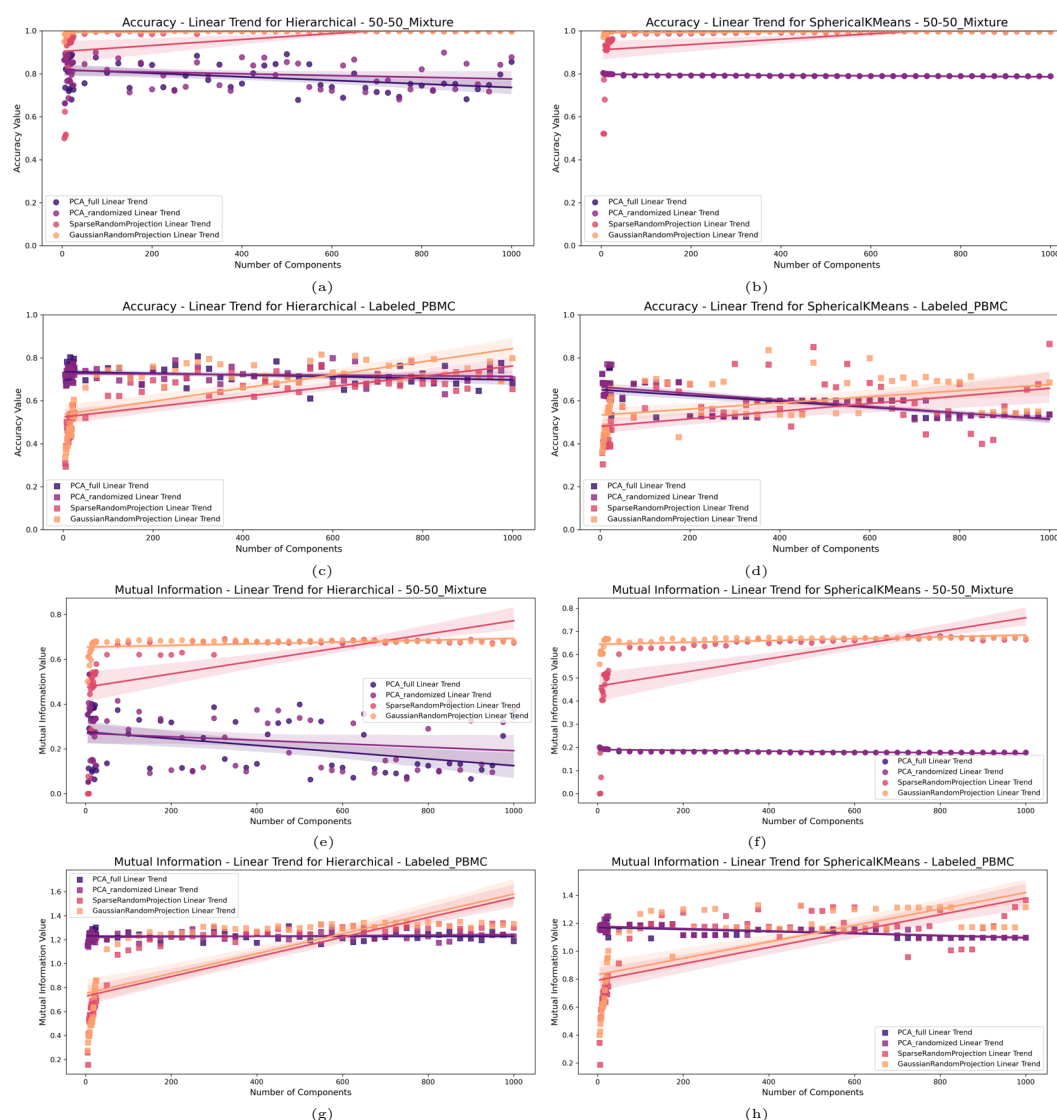 Accuracy - Linear Trend for Hierarchical - 50-50_Mixture
1.0
0.8
0.6
0.4
0.2
0.0
Accuracy Value
PCA_full Linear Trend
PCA_randomized Linear Trend
SparseRandomProjection Linear Trend
GaussianRandomProjection Linear Trend
0 200 400 600 800 1000
Number of Components
(a)
Accuracy - Linear Trend for SphericalKMeans - 50-50_Mixture
1.0
0.8
0.6
0.4
0.2
0.0
Accuracy Value
PCA_full Linear Trend
PCA_randomized Linear Trend
SparseRandomProjection Linear Trend
GaussianRandomProjection Linear Trend
0 200 400 600 800 1000
Number of Components
(b)
Accuracy - Linear Trend for Hierarchical - Labeled_PBMC
1.0
0.8
0.6
0.4
0.2
0.0
Accuracy Value
PCA_full Linear Trend
PCA_randomized Linear Trend
SparseRandomProjection Linear Trend
GaussianRandomProjection Linear Trend
0 200 400 600 800 1000
Number of Components
(c)
Accuracy - Linear Trend for SphericalKMeans - Labeled_PBMC
1.0
0.8
0.6
0.4
0.2
0.0
Accuracy Value
PCA_full Linear Trend
PCA_randomized Linear Trend
SparseRandomProjection Linear Trend
GaussianRandomProjection Linear Trend
0 200 400 600 800 1000
Number of Components
(d)
Mutual Information - Linear Trend for Hierarchical - 50-50_Mixture
0.8
0.6
0.4
0.2
0.0
Mutual Information Value
PCA_full Linear Trend
PCA_randomized Linear Trend
SparseRandomProjection Linear Trend
GaussianRandomProjection Linear Trend
0 200 400 600 800 1000
Number of Components
(e)
Mutual Information - Linear Trend for SphericalKMeans - 50-50_Mixture
0.8
0.7
0.6
0.5
0.4
0.3
0.2
0.1
0.0
Mutual Information Value
PCA_full Linear Trend
PCA_randomized Linear Trend
SparseRandomProjection Linear Trend
GaussianRandomProjection Linear Trend
0 200 400 600 800 1000
Number of Components
(f)
Mutual Information - Linear Trend for Hierarchical - Labeled_PBMC
1.6
1.4
1.2
1.0
0.8
0.6
0.4
0.2
Mutual Information Value
PCA_full Linear Trend
PCA_randomized Linear Trend
SparseRandomProjection Linear Trend
GaussianRandomProjection Linear Trend
0 200 400 600 800 1000
Number of Components
(g)
Mutual Information - Linear Trend for SphericalKMeans - Labeled_PBMC
1.4
1.2
1.0
0.8
0.6
0.4
0.2
Mutual Information Value
PCA_full Linear Trend
PCA_randomized Linear Trend
SparseRandomProjection Linear Trend
GaussianRandomProjection Linear Trend
0 200 400 600 800 1000
Number of Components
(h)